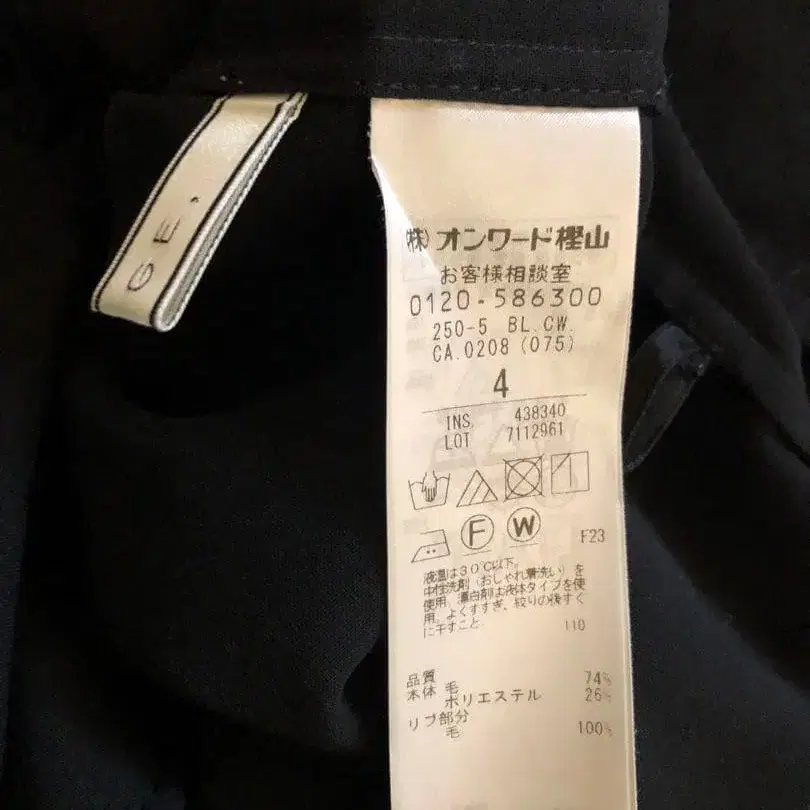 GE,
(株)オンワード樫山
お客様相談室
0120-586300
250-5 BL.CW.
CA.0208(075)
4
INS. 438340
LOT 7112961
F
W
F23
液温は30℃以下。
中性洗剤(おしゃれ着洗い)を
使用。漂白剤は液体タイプを使
用。よくすすぎ、絞りの後すぐ
に干すこと。
110
品質
本体 毛 74%
ポリエステル 26%
リブ部分
毛 100%